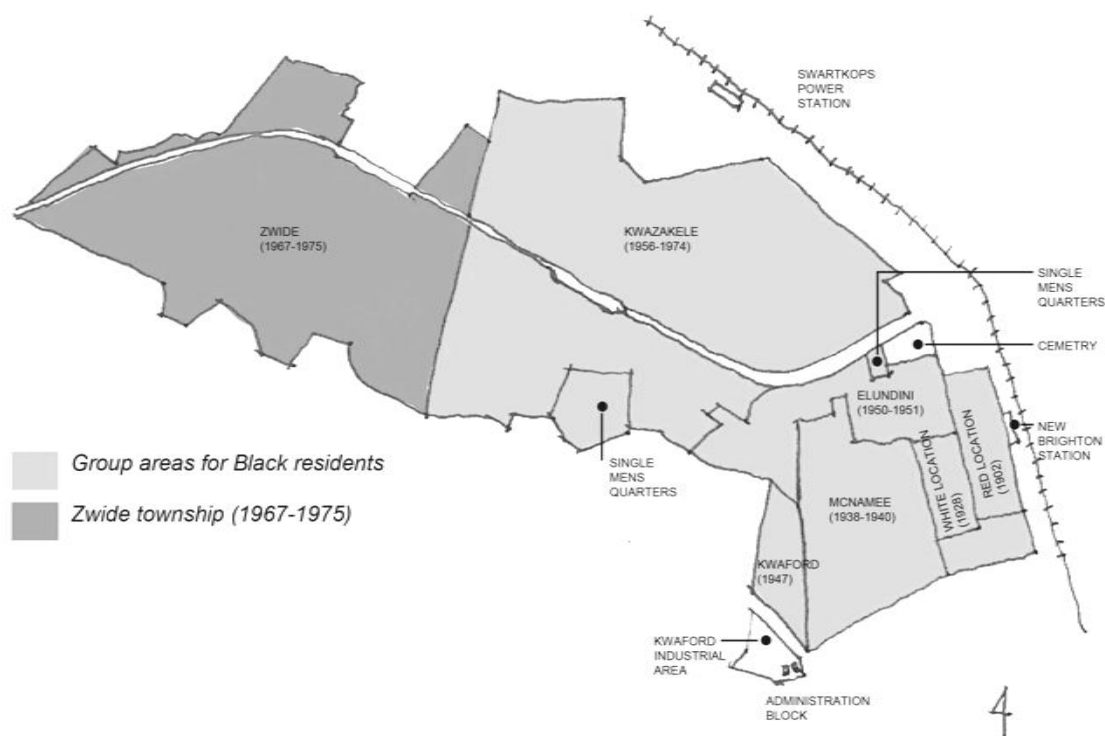 SWARTKOPS
POWER
STATION
ZWIDE
(1967-1975)
KWAZAKELE
(1956-1974)
SINGLE
MENS
QUARTERS
CEMETRY
ELUNDINI
(1950-1951)
NEW
BRIGHTON
STATION
RED LOCATION
(1902)
WHITE LOCATION
(1928)
Group areas for Black residents
Zwide township (1967-1975)
SINGLE
MENS
QUARTERS
MCNAMEE
(1938-1940)
KWAFORD
(1947)
KWAFORD
INDUSTRIAL
AREA
ADMINISTRATION
BLOCK